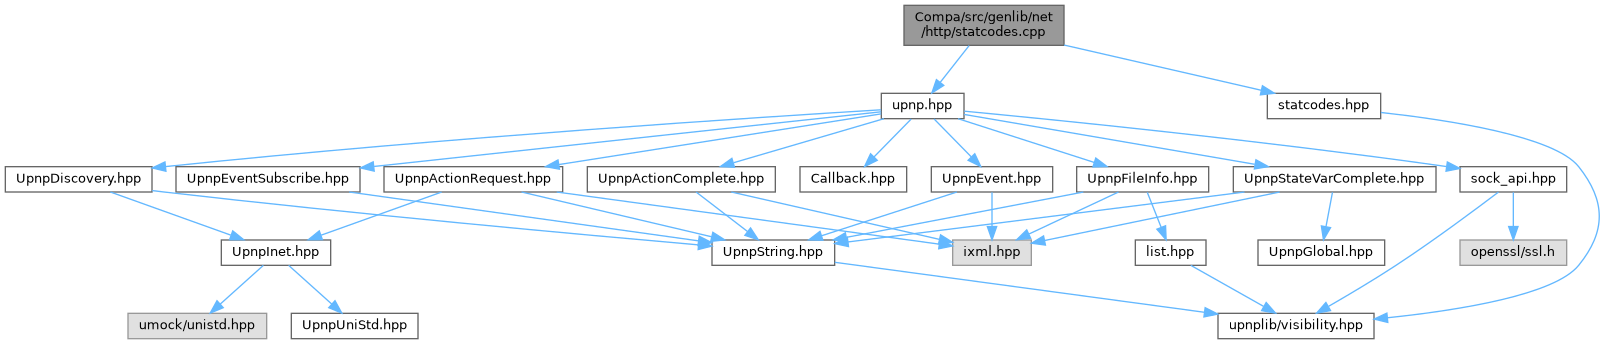 Compa/src/genlib/net
/http/statcodes.cpp
upnp.hpp
statcodes.hpp
UpnpDiscovery.hpp
UpnpEventSubscribe.hpp
UpnpActionRequest.hpp
UpnpActionComplete.hpp
Callback.hpp
UpnpEvent.hpp
UpnpFileInfo.hpp
UpnpStateVarComplete.hpp
sock_api.hpp
UpnpInet.hpp
UpnpString.hpp
ixml.hpp
list.hpp
UpnpGlobal.hpp
openssl/ssl.h
umock/unistd.hpp
UpnpUniStd.hpp
upnplib/visibility.hpp